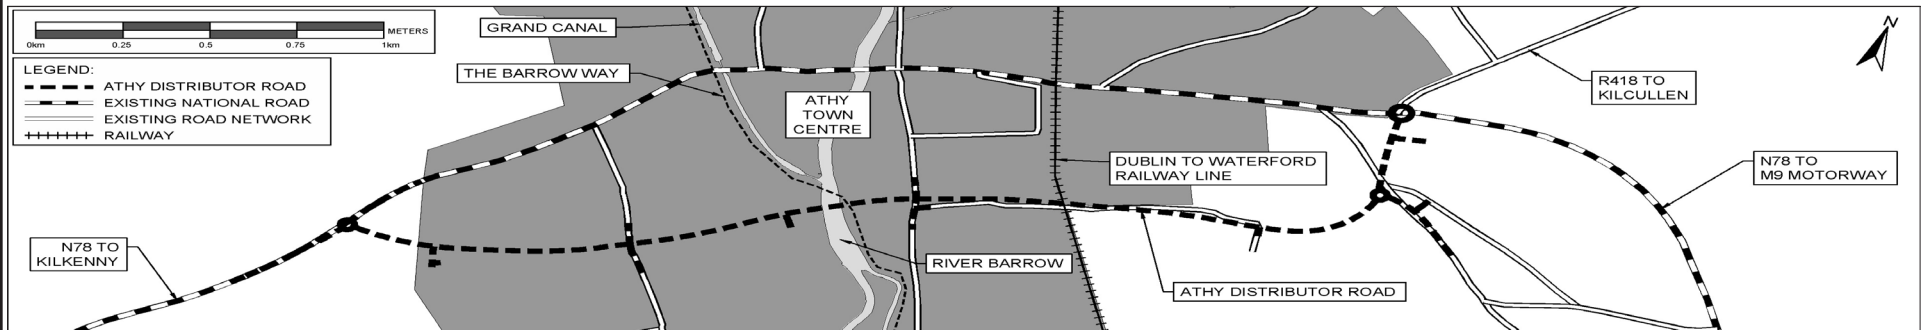 METERS
0km 0.25 0.5 0.75 1km
LEGEND:
ATHY DISTRIBUTOR ROAD
EXISTING NATIONAL ROAD
EXISTING ROAD NETWORK
RAILWAY
GRAND CANAL
THE BARROW WAY
ATHY
TOWN
CENTRE
N
R418 TO
KILCULLEN
DUBLIN TO WATERFORD
RAILWAY LINE
N78 TO
M9 MOTORWAY
N78 TO
KILKENNY
RIVER BARROW
ATHY DISTRIBUTOR ROAD